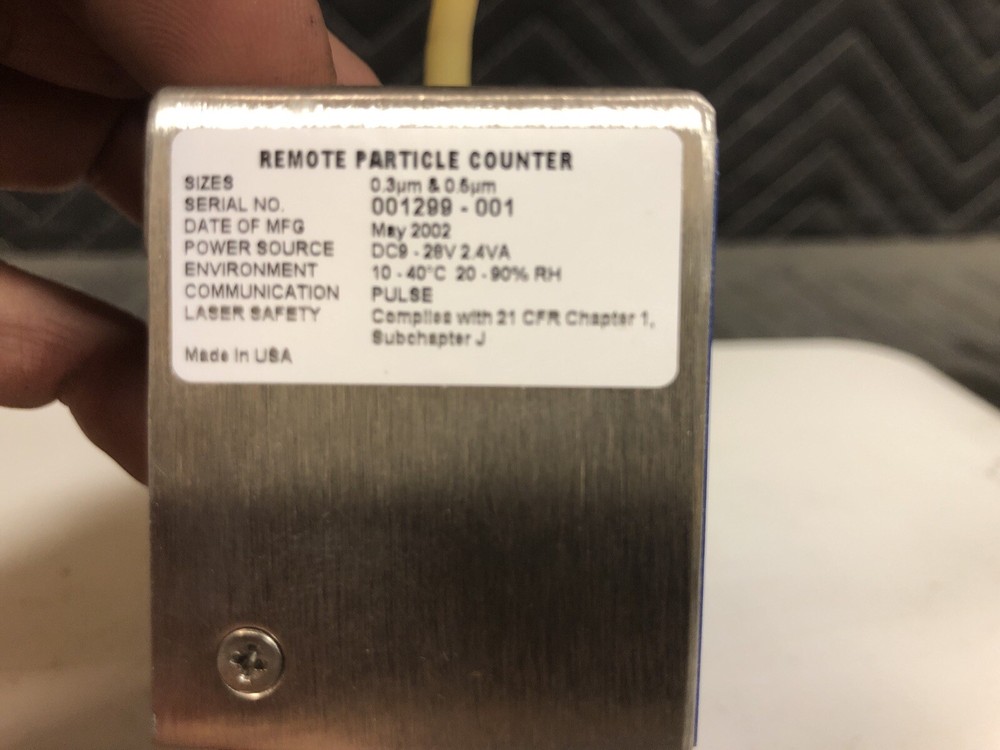 REMOTE PARTICLE COUNTER
SIZES 0.3µm & 0.5µm
SERIAL NO. 001299 - 001
DATE OF MFG May 2002
POWER SOURCE DC9 - 28V 2.4VA
ENVIRONMENT 10 - 40°C 20 - 90% RH
COMMUNICATION PULSE
LASER SAFETY Complies with 21 CFR Chapter 1,
Subchapter J
Made In USA